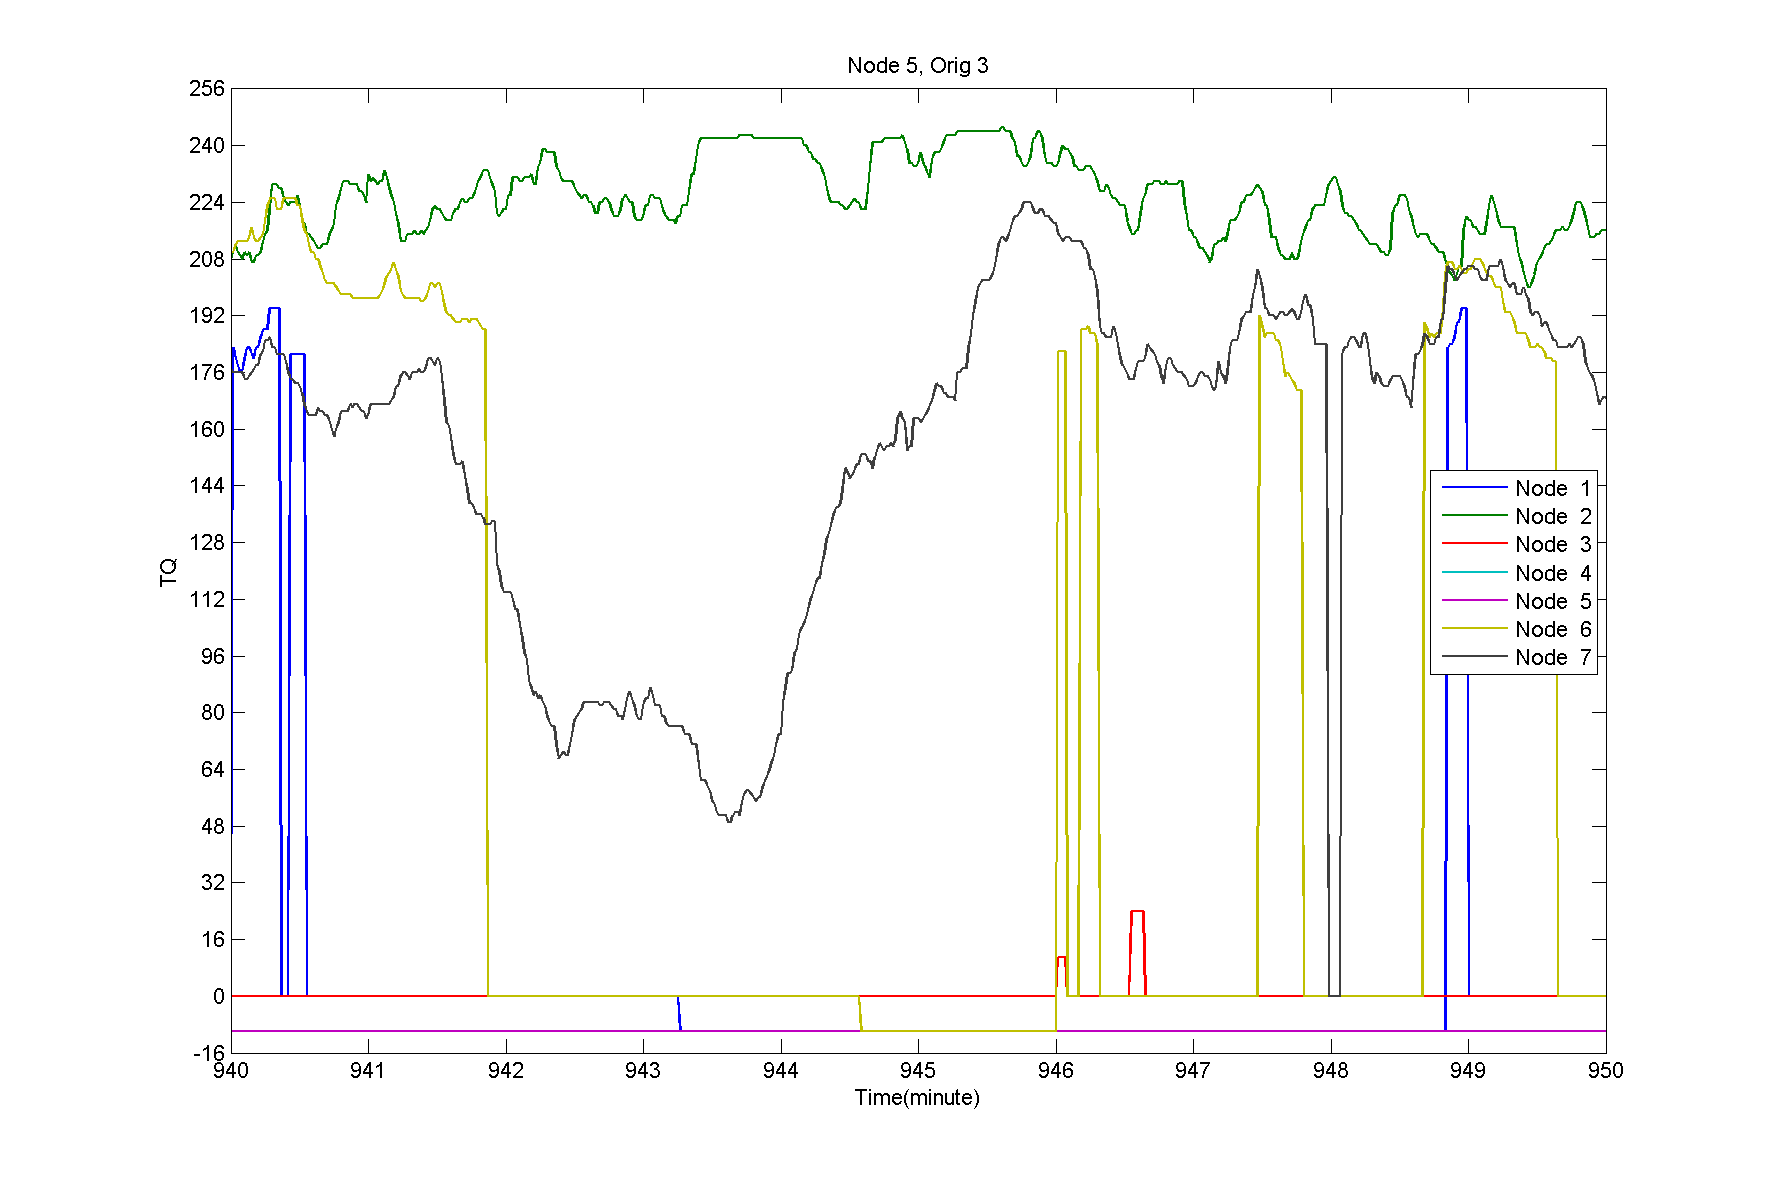 Node 5, Orig 3
256
240
224
208
192
176
160
144
128
112
96
80
64
48
32
16
0
-16
TQ
940 941 942 943 944 945 946 947 948 949 950
Time(minute)
Node 1
Node 2
Node 3
Node 4
Node 5
Node 6
Node 7